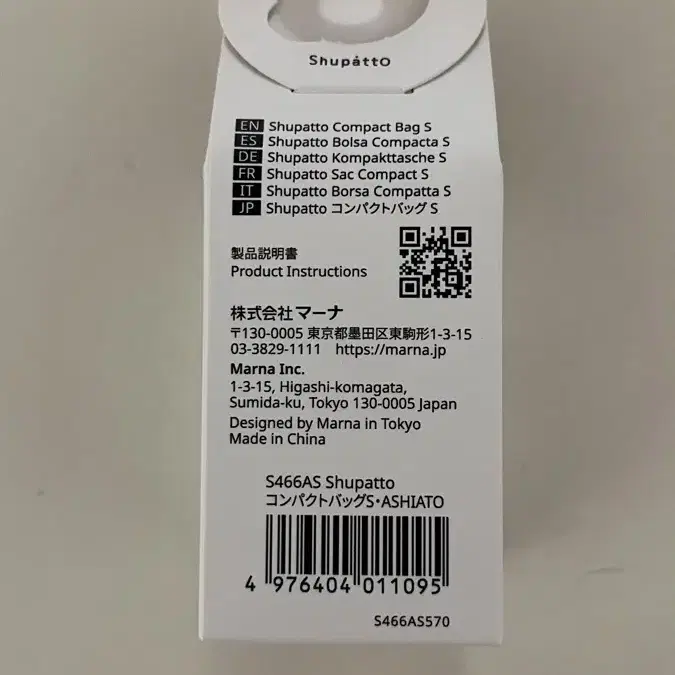 Shupatto
EN Shupatto Compact Bag S
ES Shupatto Bolsa Compacta S
DE Shupatto Kompakttasche S
FR Shupatto Sac Compact S
IT Shupatto Borsa Compatta S
JP Shupatto コンパクトバッグ S
製品説明書
Product Instructions
株式会社マーナ
〒130-0005 東京都墨田区東駒形1-3-15
03-3829-1111 https://marna.jp
Marna Inc.
1-3-15, Higashi-komagata,
Sumida-ku, Tokyo 130-0005 Japan
Designed by Marna in Tokyo
Made in China
S466AS Shupatto
コンパクトバッグS・ASHIATO
4 976404 011095
S466AS570